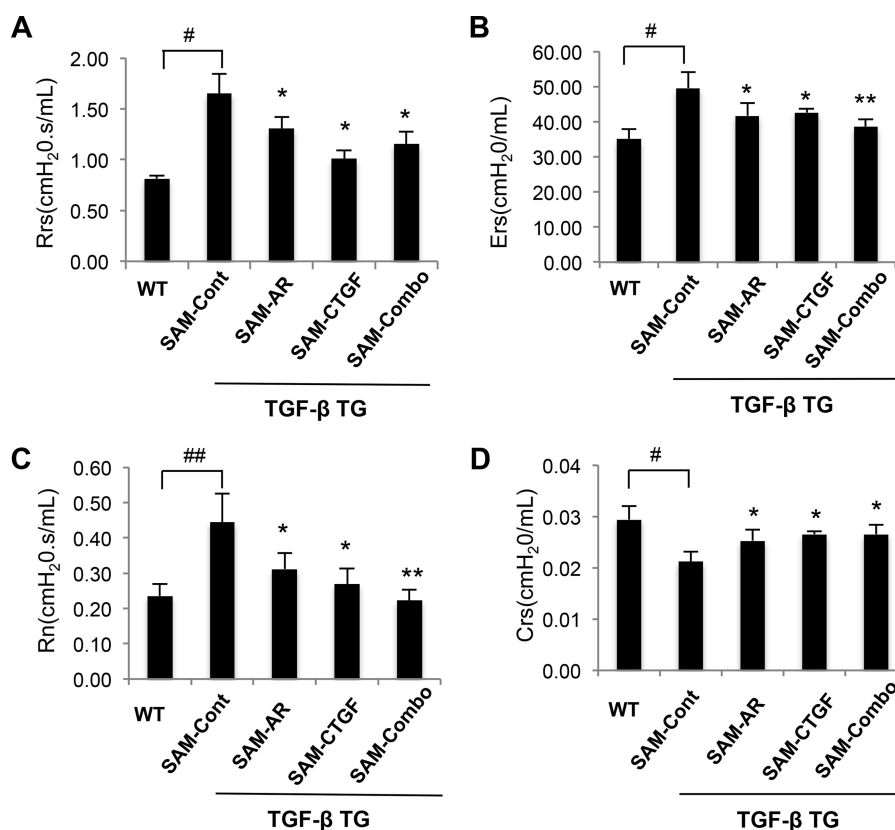 A
#
Rrs(cmH₂0.s/mL)
2.00
1.50
1.00
0.50
0.00
*
*
*
WT
SAM-Cont
SAM-AR
SAM-CTGF
SAM-Combo
TGF-β TG
B
#
Ers(cmH₂0/mL)
60.00
50.00
40.00
30.00
20.00
10.00
0.00
*
*
**
WT
SAM-Cont
SAM-AR
SAM-CTGF
SAM-Combo
TGF-β TG
C
##
Rn(cmH₂0.s/mL)
0.60
0.50
0.40
0.30
0.20
0.00
*
*
**
WT
SAM-Cont
SAM-AR
SAM-CTGF
SAM-Combo
TGF-β TG
D
#
Crs(cmH₂0/mL)
0.04
0.03
0.02
0.01
0.00
*
*
*
WT
SAM-Cont
SAM-AR
SAM-CTGF
SAM-Combo
TGF-β TG